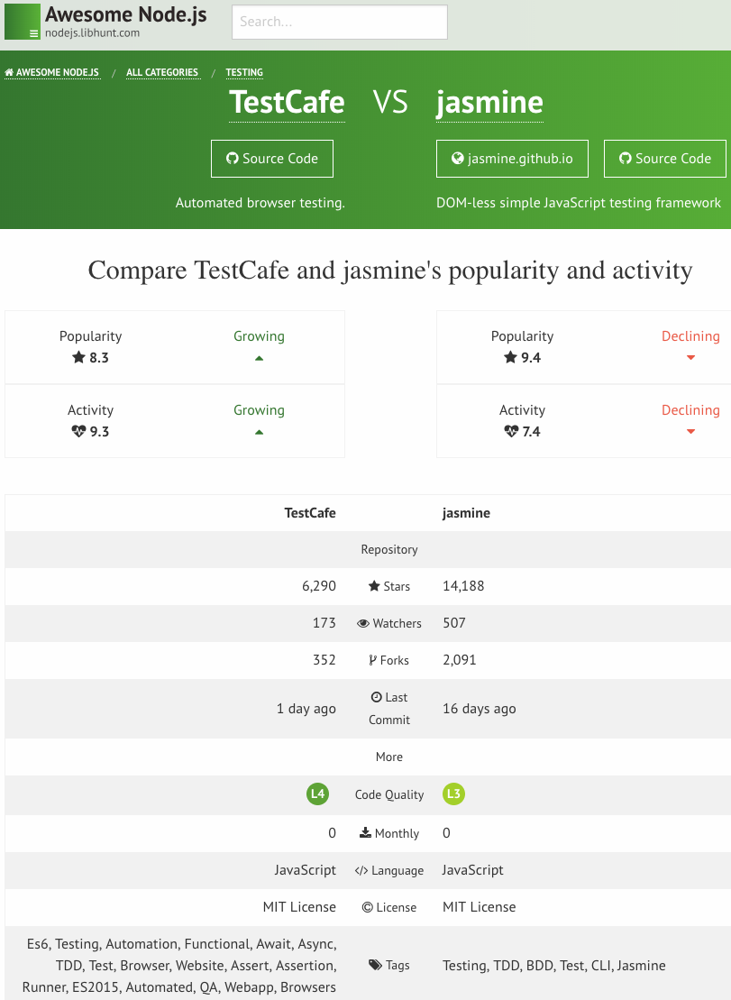 Awesome Node.js
nodejs.libhunt.com
Search...
AWESOME NODE.JS / ALL CATEGORIES / TESTING
TestCafe VS jasmine
Source Code jasmine.github.io Source Code
Automated browser testing. DOM-less simple JavaScript testing framework
Compare TestCafe and jasmine's popularity and activity
Popularity Growing Popularity Declining
8.3 9.4
Activity Growing Activity Declining
9.3 7.4
TestCafe jasmine
Repository
6,290 Stars 14,188
173 Watchers 507
352 Forks 2,091
1 day ago Last Commit 16 days ago
More
L4 Code Quality L3
0 Monthly 0
JavaScript </> Language JavaScript
MIT License © License MIT License
Es6, Testing, Automation, Functional, Await, Async,
TDD, Test, Browser, Website, Assert, Assertion, Tags Testing, TDD, BDD, Test, CLI, Jasmine
Runner, ES2015, Automated, QA, Webapp, Browsers